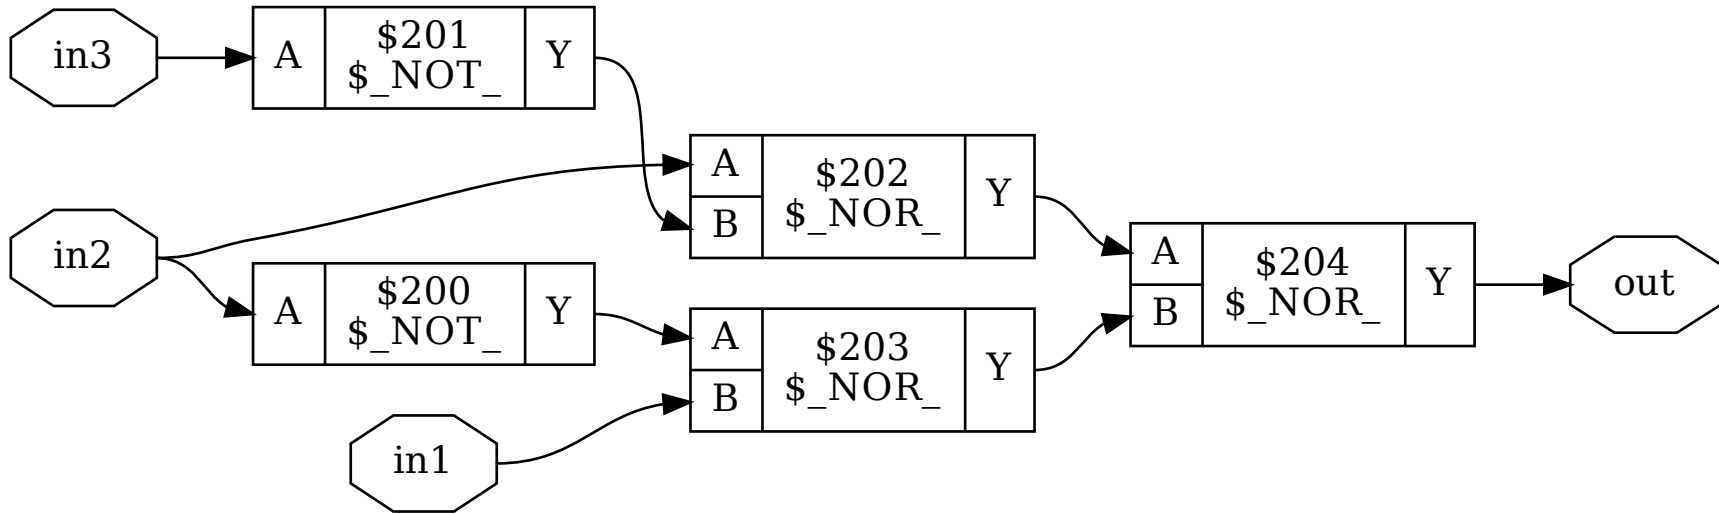 in3
A
$201
$_NOT_
Y
in2
A
$200
$_NOT_
Y
in1
A
B
$202
$_NOR_
Y
A
B
$203
$_NOR_
Y
A
B
$204
$_NOR_
Y
out